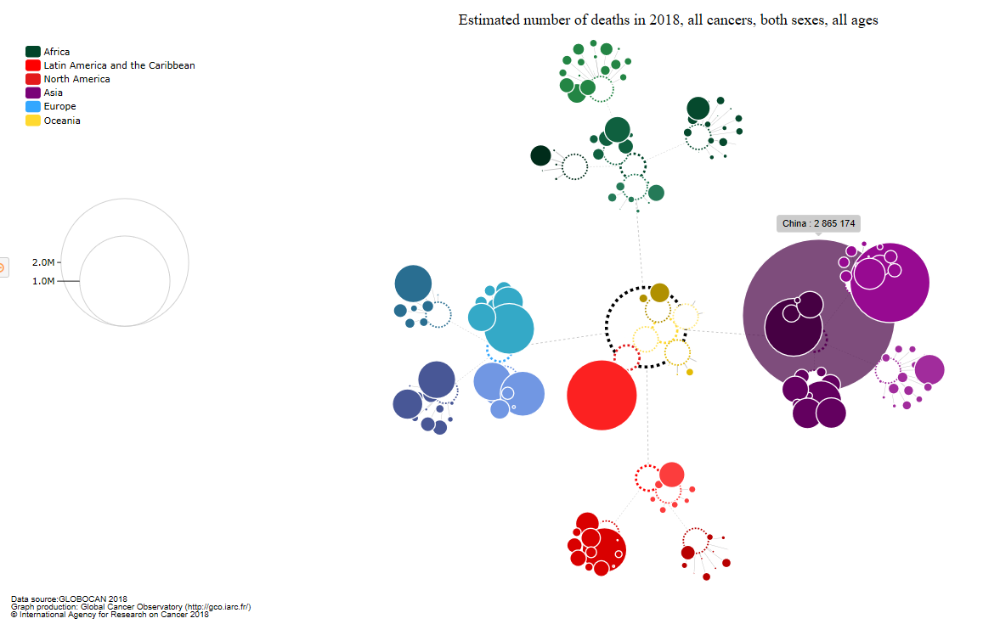 Estimated number of deaths in 2018, all cancers, both sexes, all ages
Africa
Latin America and the Caribbean
North America
Asia
Europe
Oceania
China : 2 865 174
2.0M
1.0M
Data source:GLOBOCAN 2018
Graph production: Global Cancer Observatory (http://gco.iarc.fr/)
© International Agency for Research on Cancer 2018